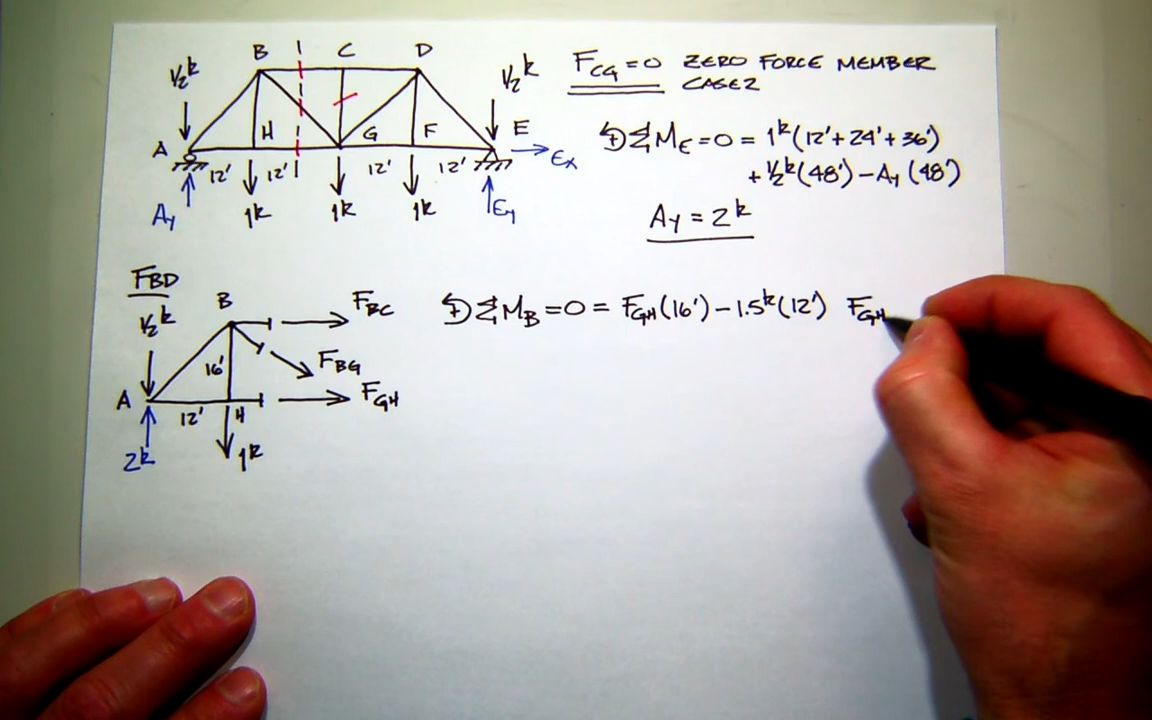 B C D
½k ½k
A H G F E Ex
12' 12' 12' 12'
Ay 1k 1k 1k Ey
FCG = 0 ZERO FORCE MEMBER
CASE 2
ΣME = 0 = 1k(12' + 24' + 36')
+ ½k(48') - Ay(48')
Ay = 2k
FBD
½k B FBC
16' FBG
A 12' H FGH
2k 1k
ΣMB = 0 = FGH(16') - 1.5k(12') FGH